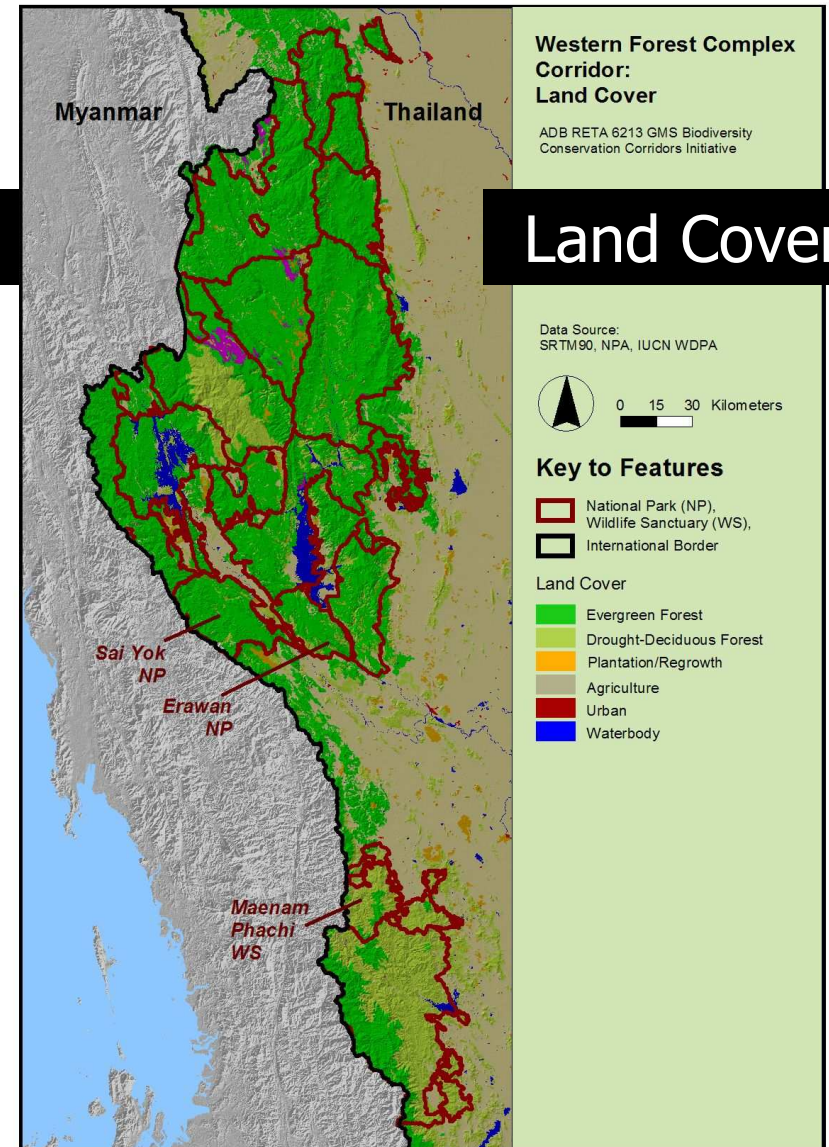 Western Forest Complex
Corridor:
Land Cover
ADB RETA 6213 GMS Biodiversity
Conservation Corridors Initiative
Land Cover
Data Source:
SRTM90, NPA, IUCN WDPA
0 15 30 Kilometers
Key to Features
National Park (NP),
Wildlife Sanctuary (WS),
International Border
Land Cover
Evergreen Forest
Drought-Deciduous Forest
Plantation/Regrowth
Agriculture
Urban
Waterbody
Myanmar
Thailand
Sai Yok
NP
Erawan
NP
Maenam
Phachi
WS